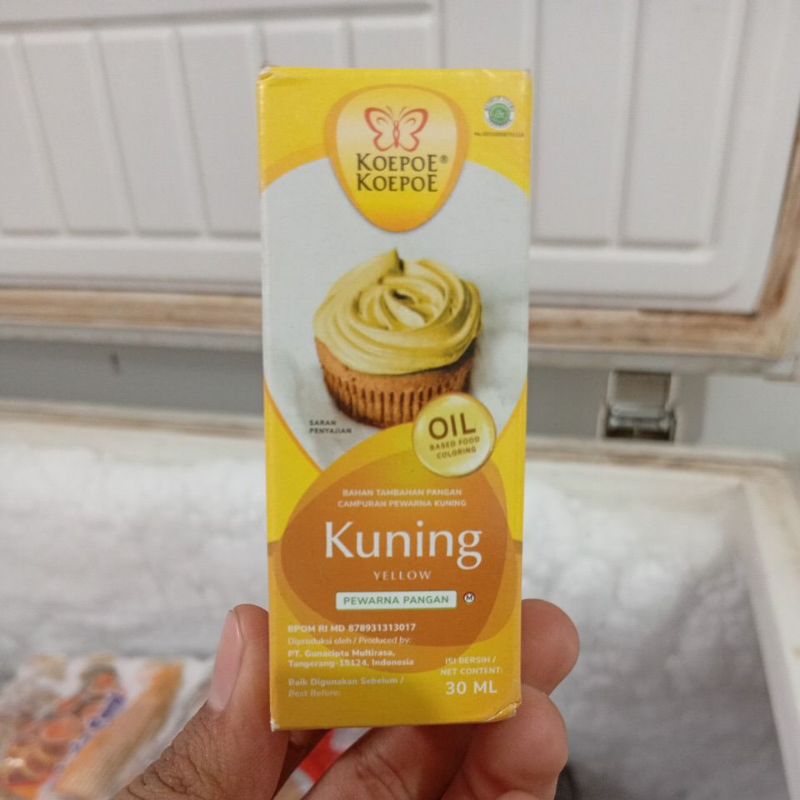 KOEPOE®
KOEPOE
SARAN
PENYAJIAN
OIL
BASED FOOD
COLORING
BAHAN TAMBAHAN PANGAN
CAMPURAN PEWARNA KUNING
Kuning
YELLOW
PEWARNA PANGAN
M
BPOM RI MD 878931313017
Diproduksi oleh / Produced by:
PT. Gunacipta Multirasa,
Tangerang-15124, Indonesia
Baik Digunakan Sebelum /
Best Before:
ISI BERSIH /
NET CONTENT:
30 ML